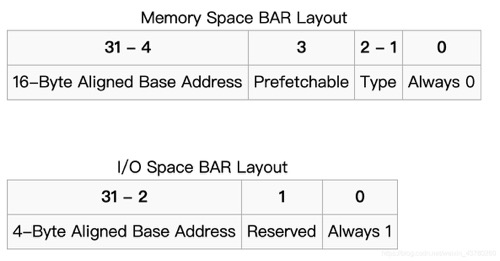 Memory Space BAR Layout
31 – 4 3 2 – 1 0
16–Byte Aligned Base Address Prefetchable Type Always 0
I/O Space BAR Layout
31 – 2 1 0
4–Byte Aligned Base Address Reserved Always 1